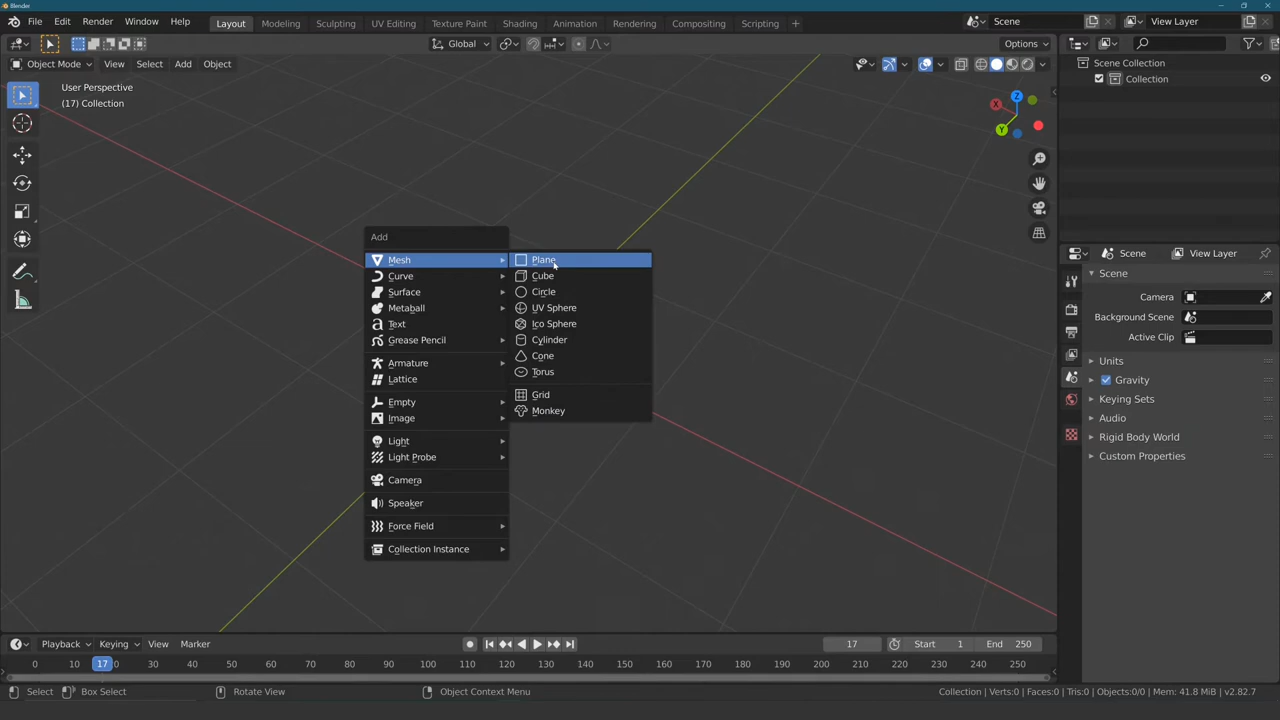 Blender
File Edit Render Window Help Layout Modeling Sculpting UV Editing Texture Paint Shading Animation Rendering Compositing Scripting + Scene View Layer
Global Options
Object Mode View Select Add Object
User Perspective
(17) Collection
Scene Collection
Collection
X Y Z
Add
Mesh
Curve
Surface
Metaball
Text
Grease Pencil
Armature
Lattice
Empty
Image
Light
Light Probe
Camera
Speaker
Force Field
Collection Instance
Plane
Cube
Circle
UV Sphere
Ico Sphere
Cylinder
Cone
Torus
Grid
Monkey
Scene View Layer
Scene
Camera
Background Scene
Active Clip
Units
Gravity
Keying Sets
Audio
Rigid Body World
Custom Properties
Playback Keying View Marker 17 Start 1 End 250
0 10 17 20 30 40 50 60 70 80 90 100 110 120 130 140 150 160 170 180 190 200 210 220 230 240 250
Select Box Select Rotate View Object Context Menu Collection | Verts:0 | Faces:0 | Tris:0 | Objects:0/0 | Mem: 41.8 MiB | v2.82.7